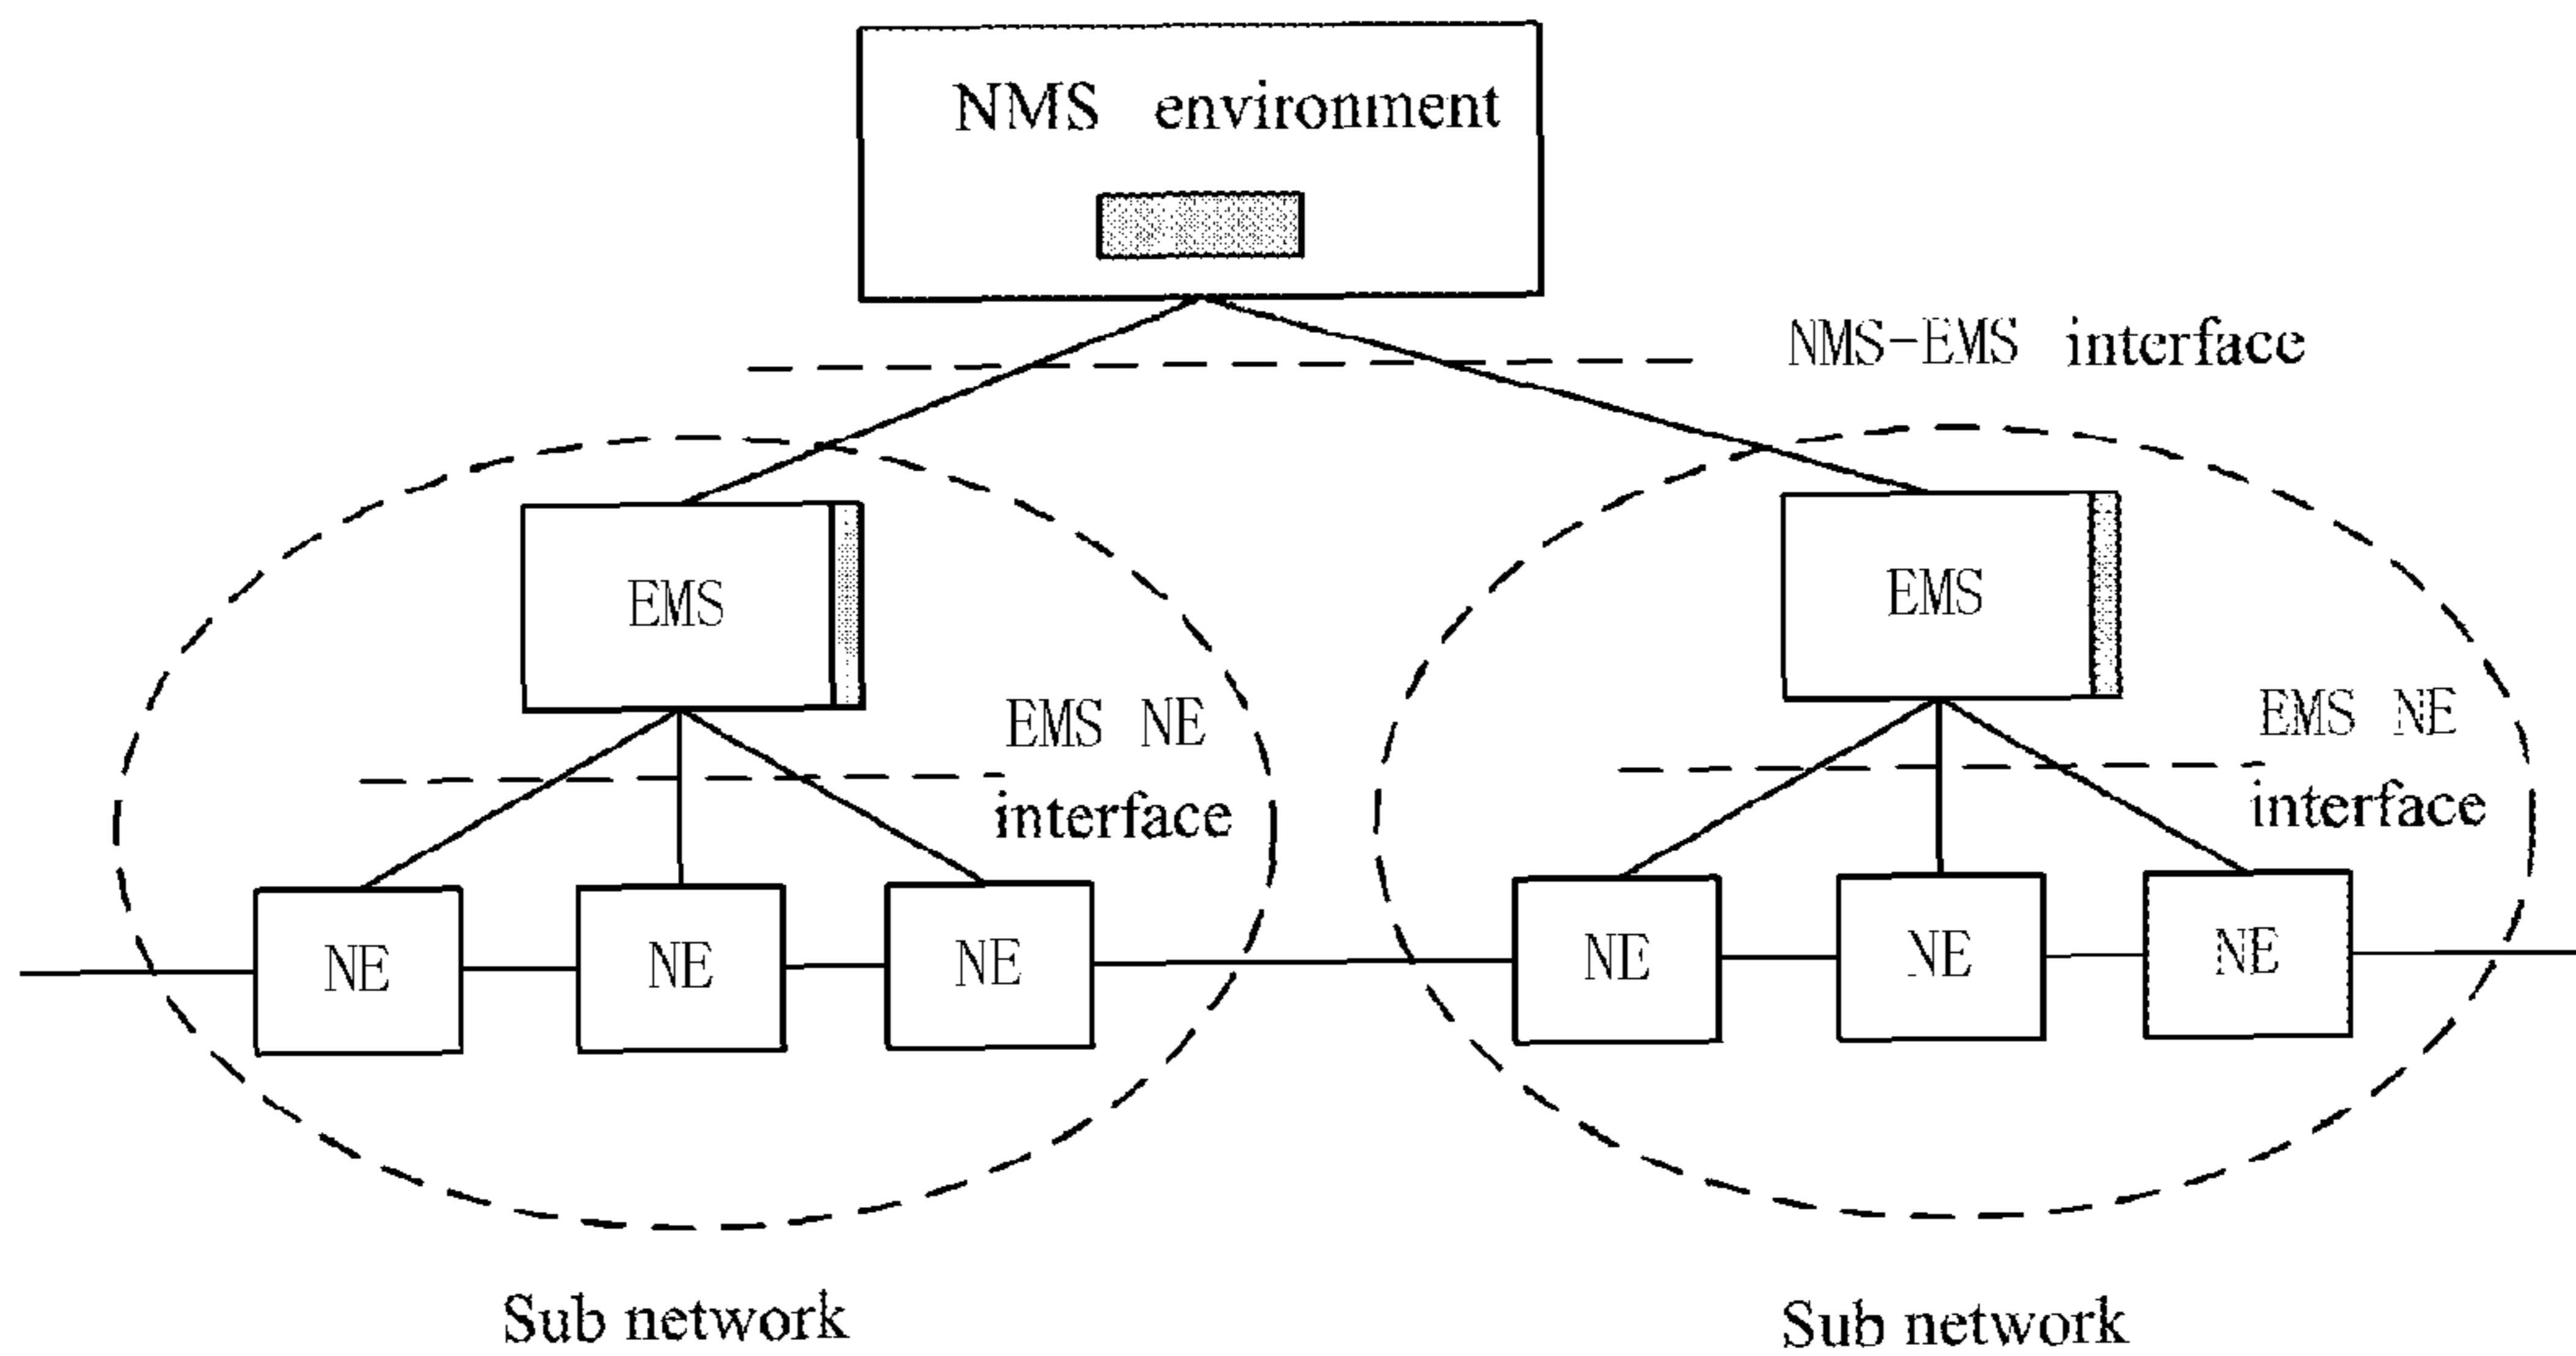 NMS environment
NMS-EMS interface
EMS
EMS
EMS NE
interface
EMS NE
interface
NE
NE
NE
NE
NE
NE
Sub network
Sub network